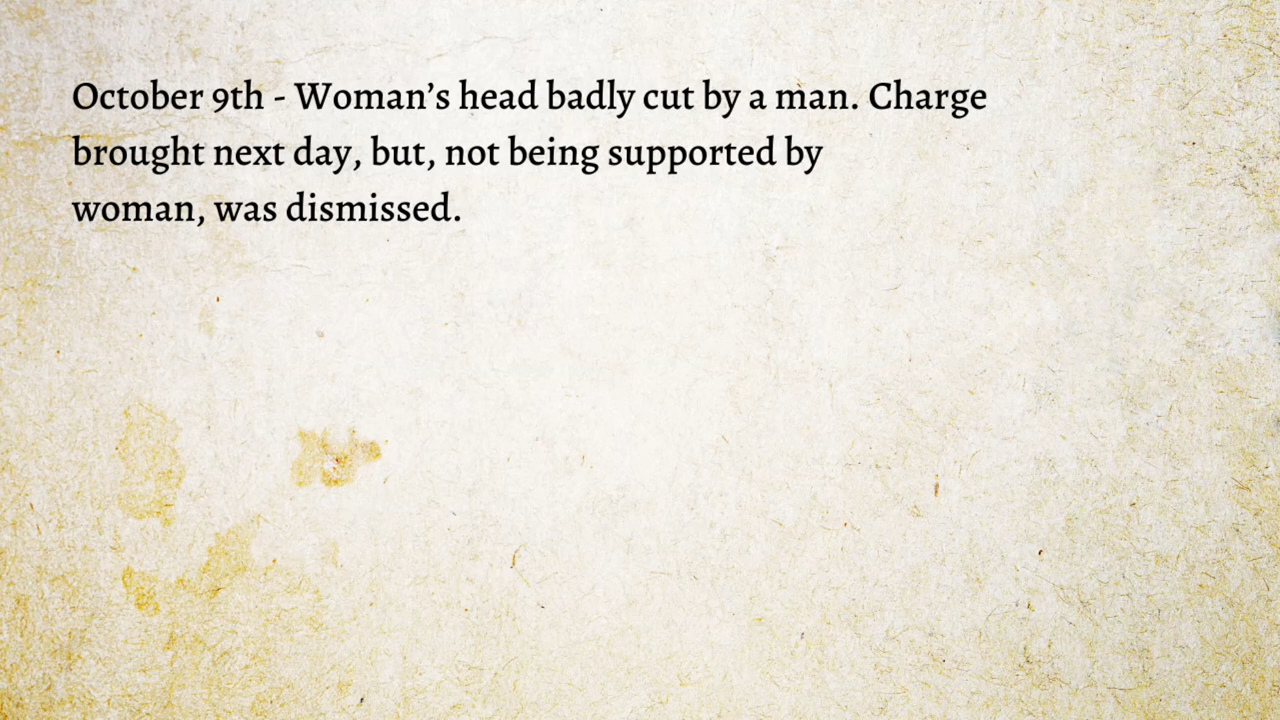 October 9th - Woman’s head badly cut by a man. Charge
brought next day, but, not being supported by
woman, was dismissed.